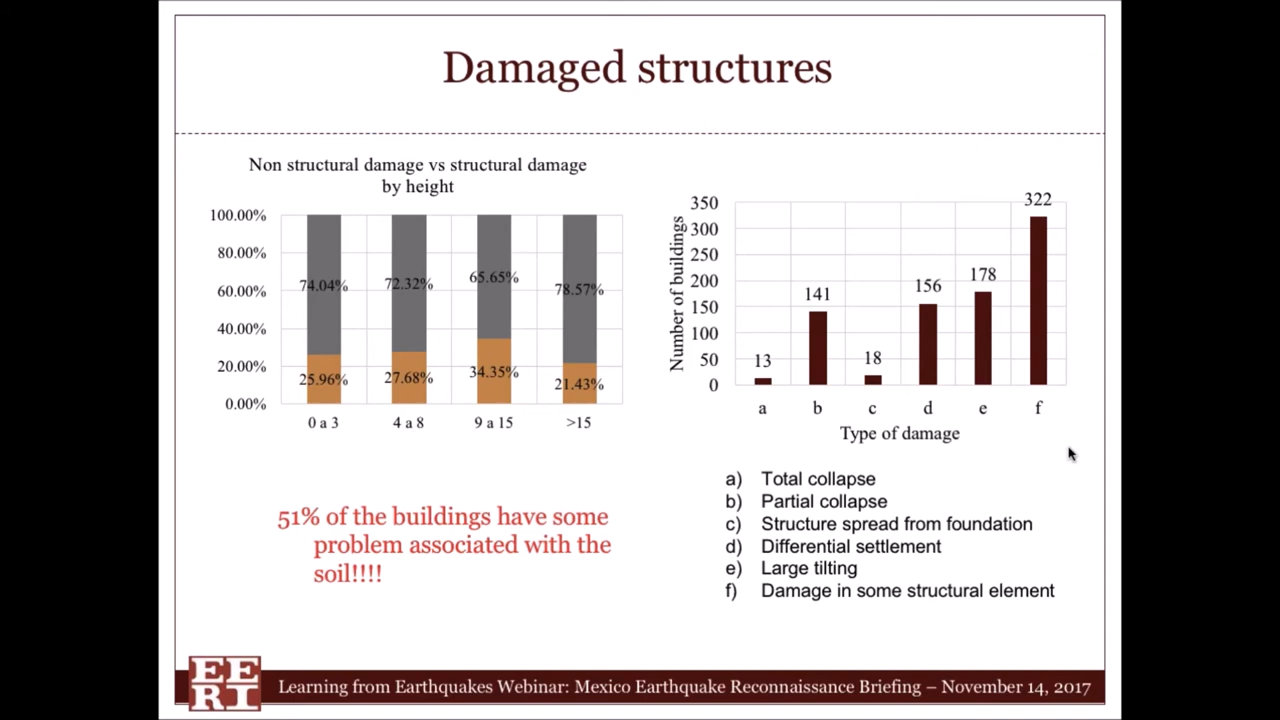 Damaged structures
Non structural damage vs structural damage
by height
100.00%
80.00%
60.00%
40.00%
20.00%
0.00%
74.04%
72.32%
65.65%
78.57%
25.96%
27.68%
34.35%
21.43%
0 a 3
4 a 8
9 a 15
>15
Number of buildings
350
300
250
200
150
100
50
0
13
141
18
156
178
322
a
b
c
d
e
f
Type of damage
51% of the buildings have some
problem associated with the
soil!!!!
a) Total collapse
b) Partial collapse
c) Structure spread from foundation
d) Differential settlement
e) Large tilting
f) Damage in some structural element
EE
RI
Learning from Earthquakes Webinar: Mexico Earthquake Reconnaissance Briefing – November 14, 2017